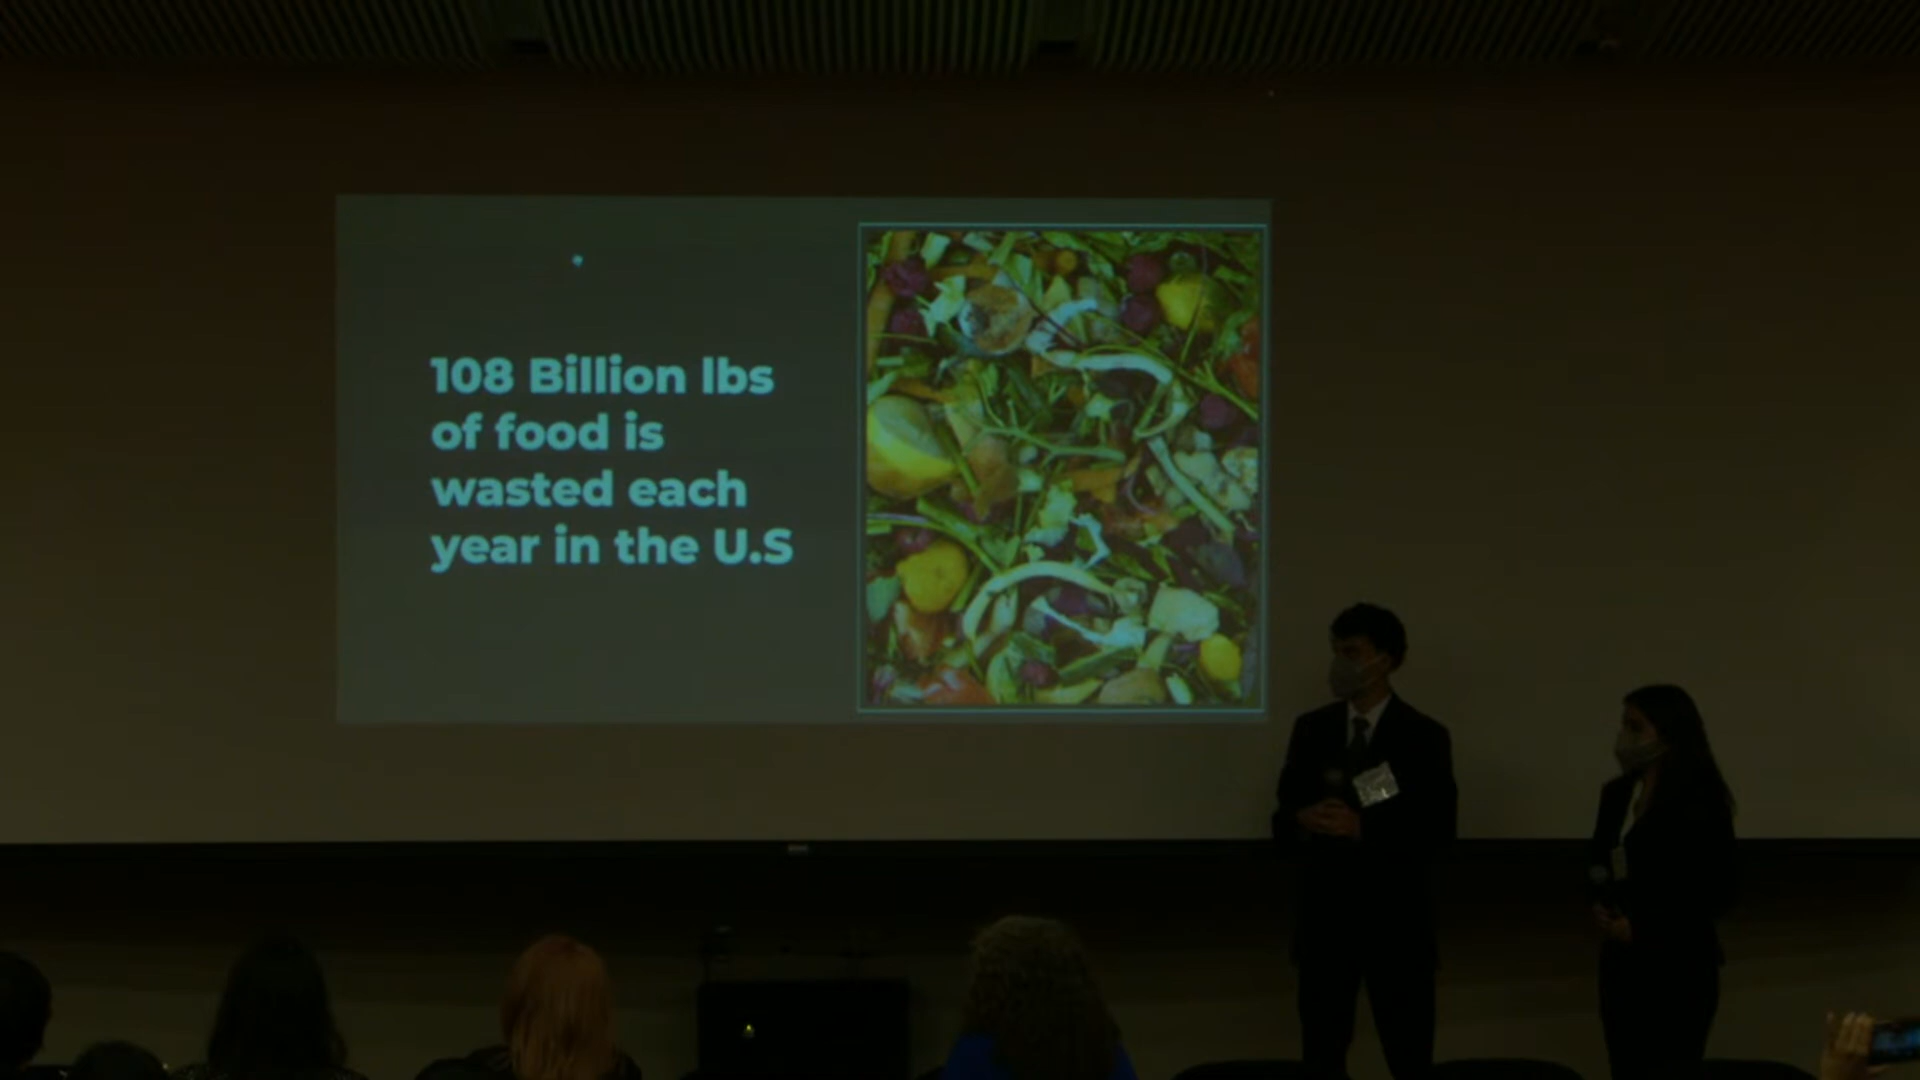 108 Billion lbs
of food is
wasted each
year in the U.S